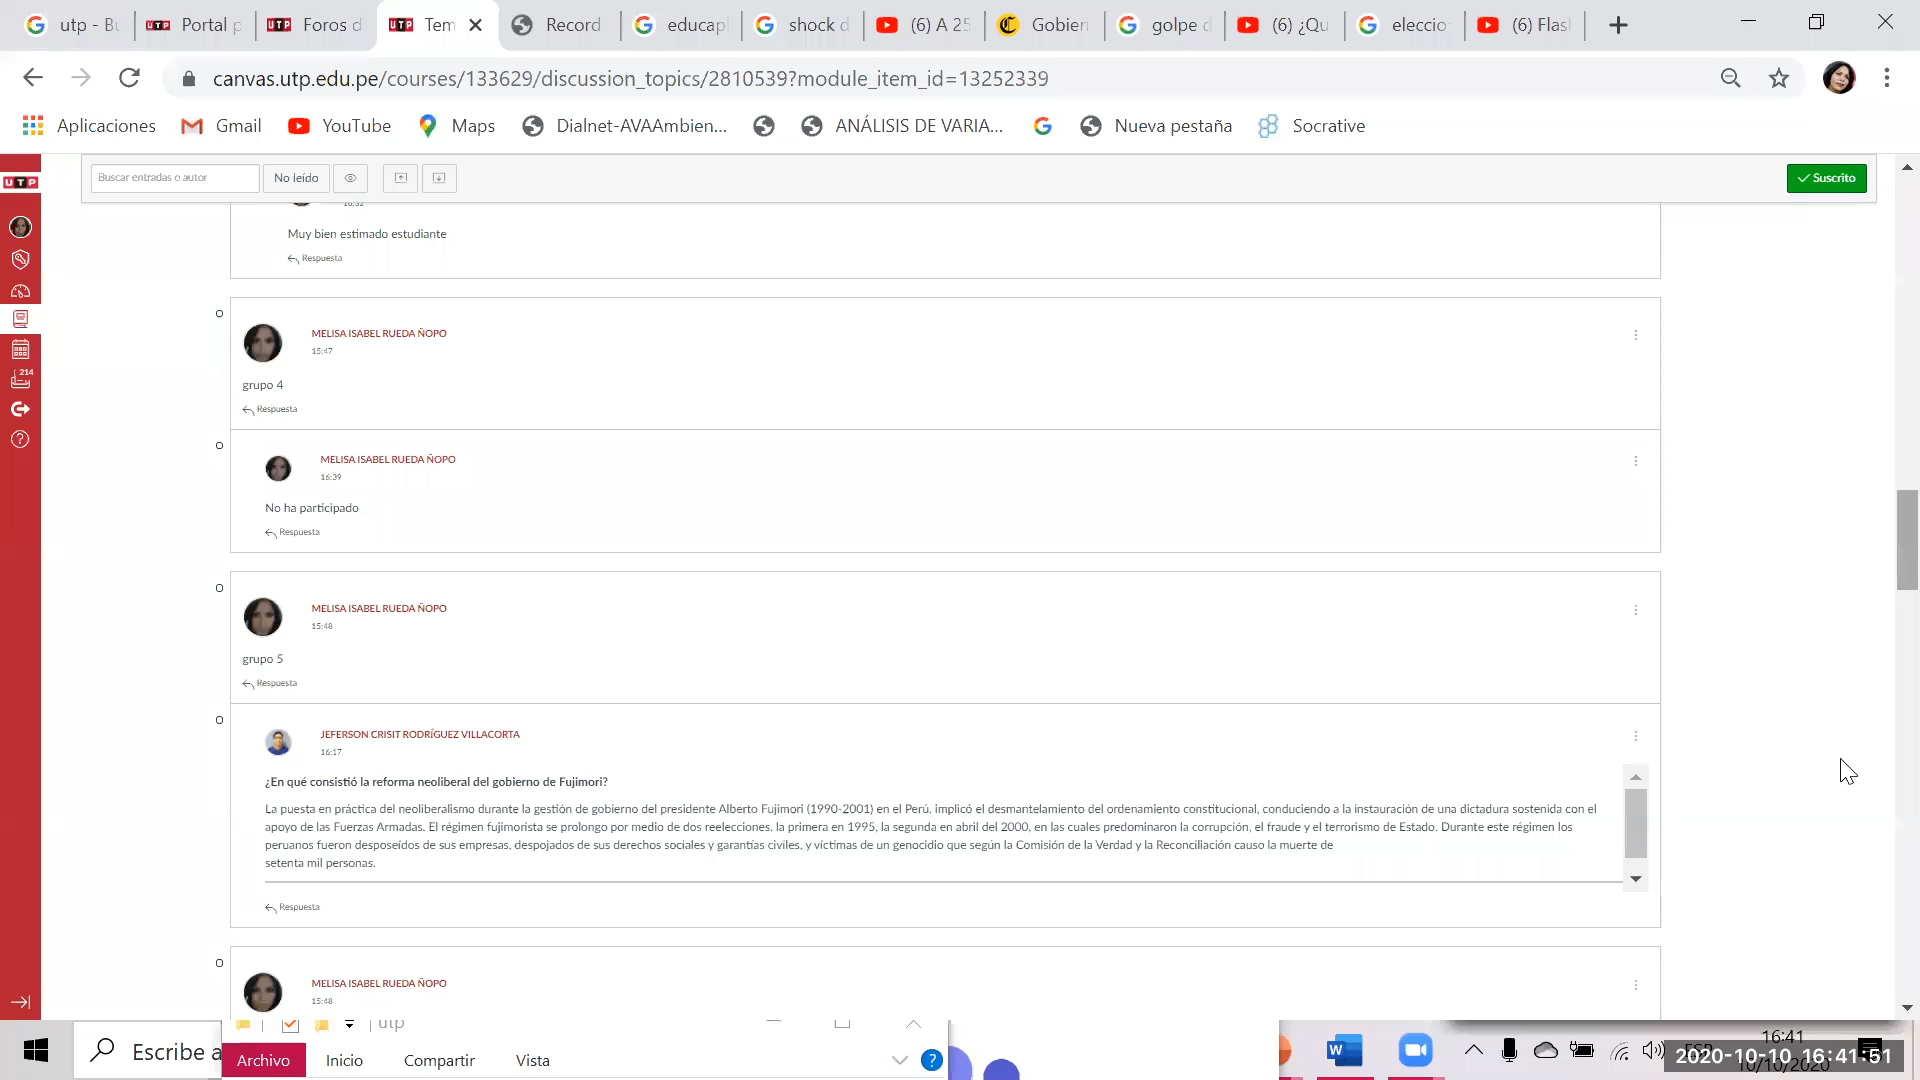 utp - Bu
Portal p
Foros d
Tem
Record
educap
shock d
(6) A 25
Gobier
golpe d
(6) ¿Qu
eleccio
(6) Flas
canvas.utp.edu.pe/courses/133629/discussion_topics/2810539?module_item_id=13252339
Aplicaciones
Gmail
YouTube
Maps
Dialnet-AVAAmbien...
ANÁLISIS DE VARIA...
Nueva pestaña
Socrative
UTP
214
Buscar entradas o autor
No leído
Suscrito
16:32
Muy bien estimado estudiante
Respuesta
MELISA ISABEL RUEDA ÑOPO
15:47
grupo 4
Respuesta
MELISA ISABEL RUEDA ÑOPO
16:39
No ha participado
Respuesta
MELISA ISABEL RUEDA ÑOPO
15:48
grupo 5
Respuesta
JEFERSON CRISIT RODRÍGUEZ VILLACORTA
16:17
¿En qué consistió la reforma neoliberal del gobierno de Fujimori?
La puesta en práctica del neoliberalismo durante la gestión de gobierno del presidente Alberto Fujimori (1990-2001) en el Perú, implicó el desmantelamiento del ordenamiento constitucional, conduciendo a la instauración de una dictadura sostenida con el
apoyo de las Fuerzas Armadas. El régimen fujimorista se prolongo por medio de dos reelecciones, la primera en 1995, la segunda en abril del 2000, en las cuales predominaron la corrupción, el fraude y el terrorismo de Estado. Durante este régimen los
peruanos fueron desposeídos de sus empresas, despojados de sus derechos sociales y garantías civiles, y víctimas de un genocidio que según la Comisión de la Verdad y la Reconciliación causo la muerte de
setenta mil personas.
Respuesta
MELISA ISABEL RUEDA ÑOPO
15:48
utp
Escribe a
Archivo
Inicio
Compartir
Vista
16:41
ESP
10/10/2020
2020-10-10 16:41:51